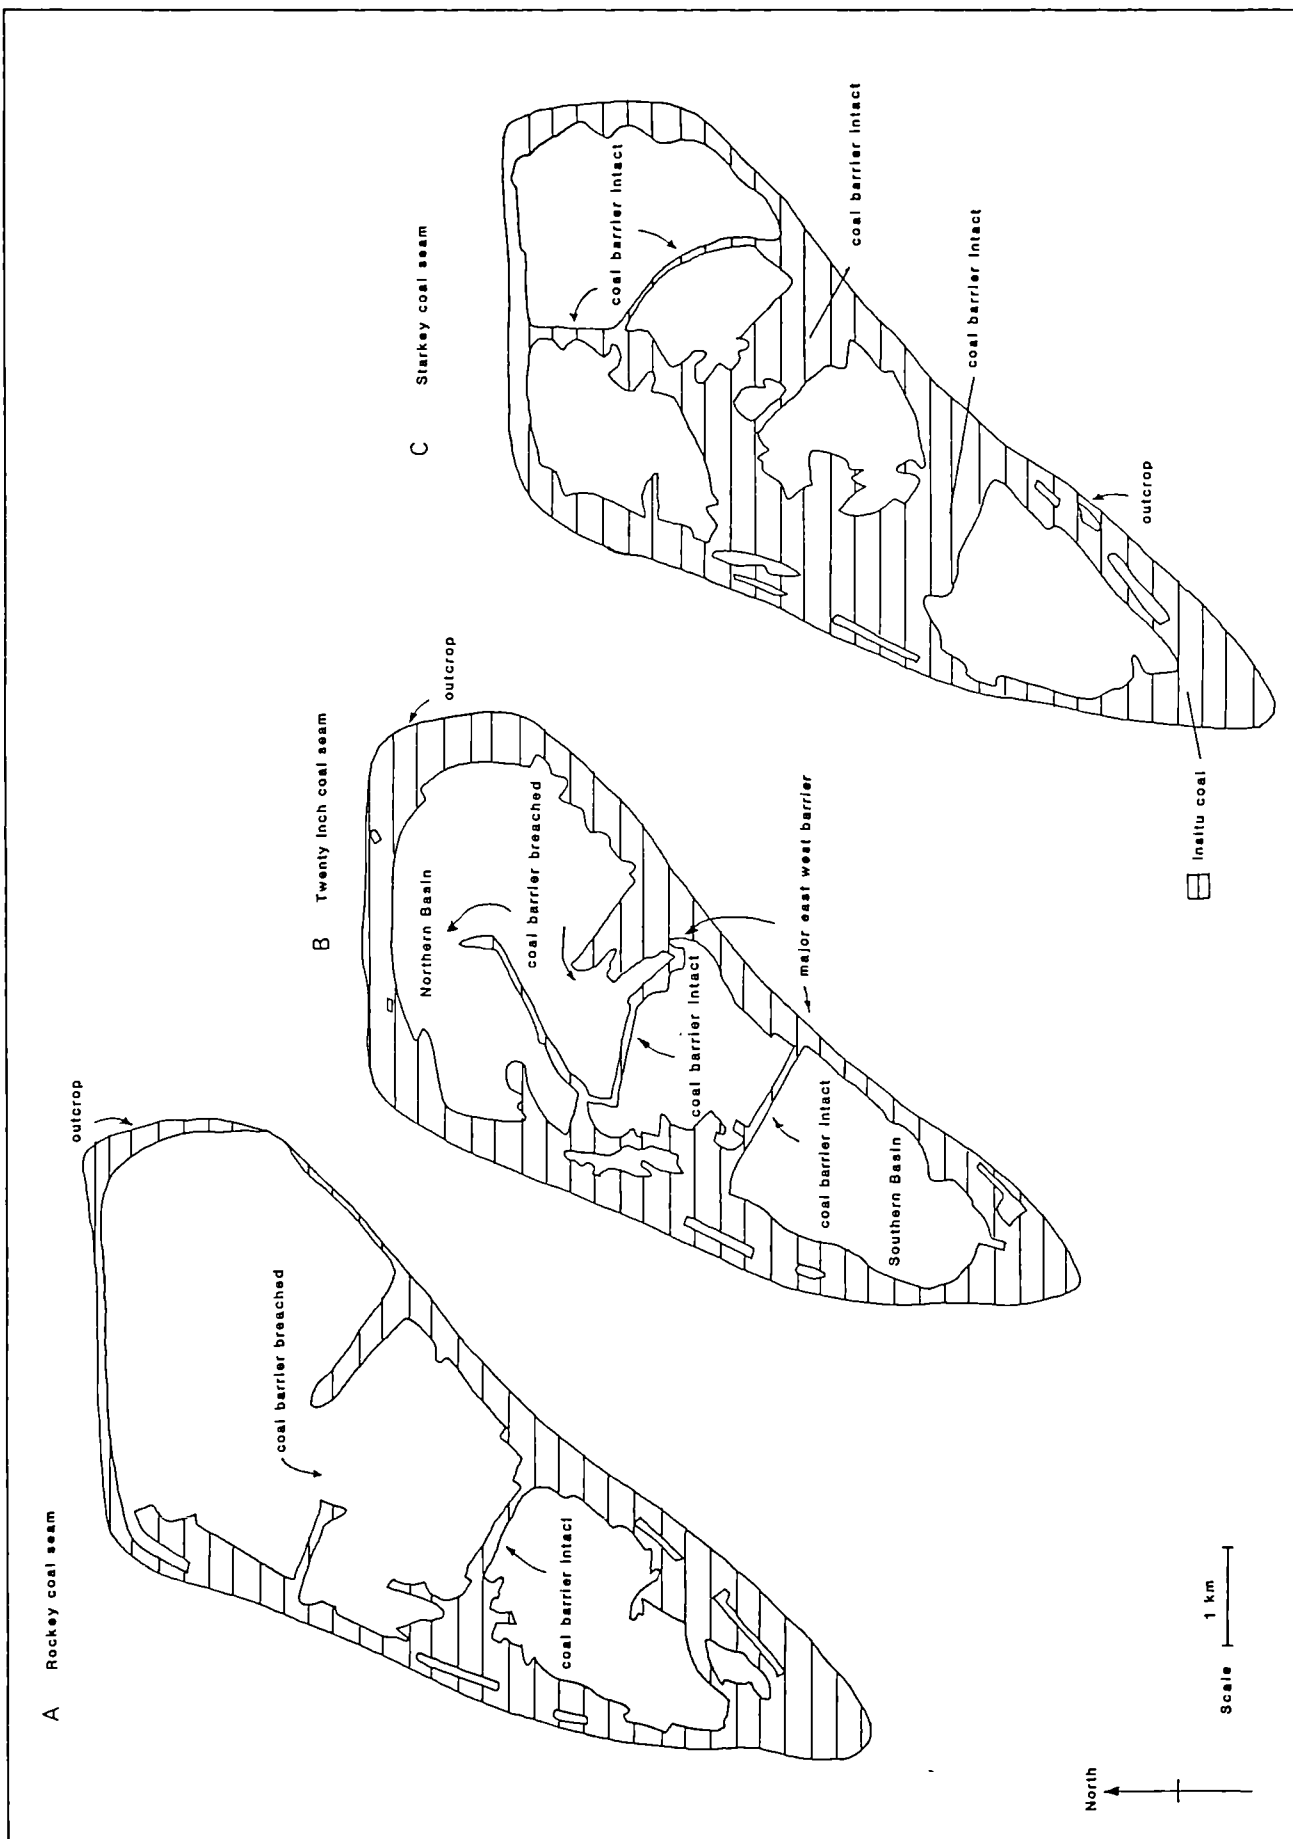 A Rockey coal seam
outcrop
coal barrier breached
coal barrier intact
B Twenty inch coal seam
outcrop
Northern Basin
coal barrier breached
coal barrier intact
major east west barrier
coal barrier intact
Southern Basin
C Starkey coal seam
coal barrier intact
coal barrier intact
coal barrier intact
outcrop
Insitu coal
North
Scale 1 km